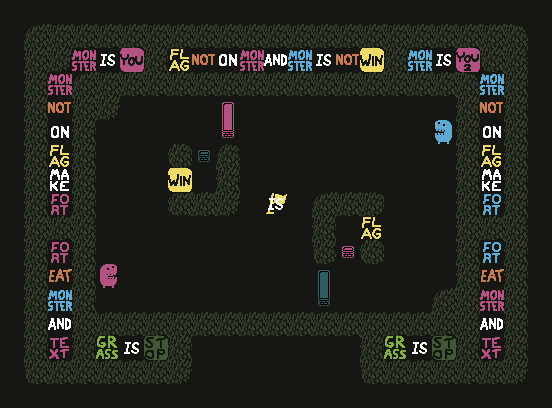 MONSTER IS YOU
FLAG NOT ON MONSTER AND MONSTER IS NOT WIN
MONSTER IS YOU 2
MONSTER NOT ON FLAG MAKE FORT
FORT EAT MONSTER AND TEXT
WIN
IS
FLAG
MONSTER NOT ON FLAG MAKE FORT
FORT EAT MONSTER AND TEXT
GRASS IS STOP
GRASS IS STOP